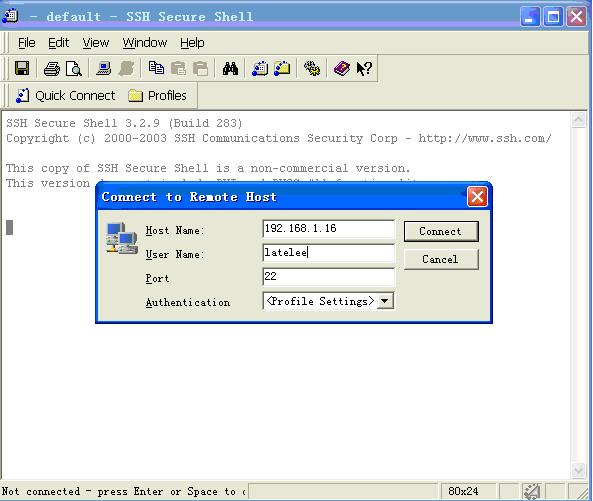 - default - SSH Secure Shell
File Edit View Window Help
Quick Connect Profiles
SSH Secure Shell 3.2.9 (Build 283)
Copyright (c) 2000-2003 SSH Communications Security Corp - http://www.ssh.com/
This copy of SSH Secure Shell is a non-commercial version.
This version
Connect to Remote Host
Host Name: 192.168.1.16 Connect
User Name: latelee Cancel
Port 22
Authentication <Profile Settings>
Not connected - press Enter or Space to c 80x24